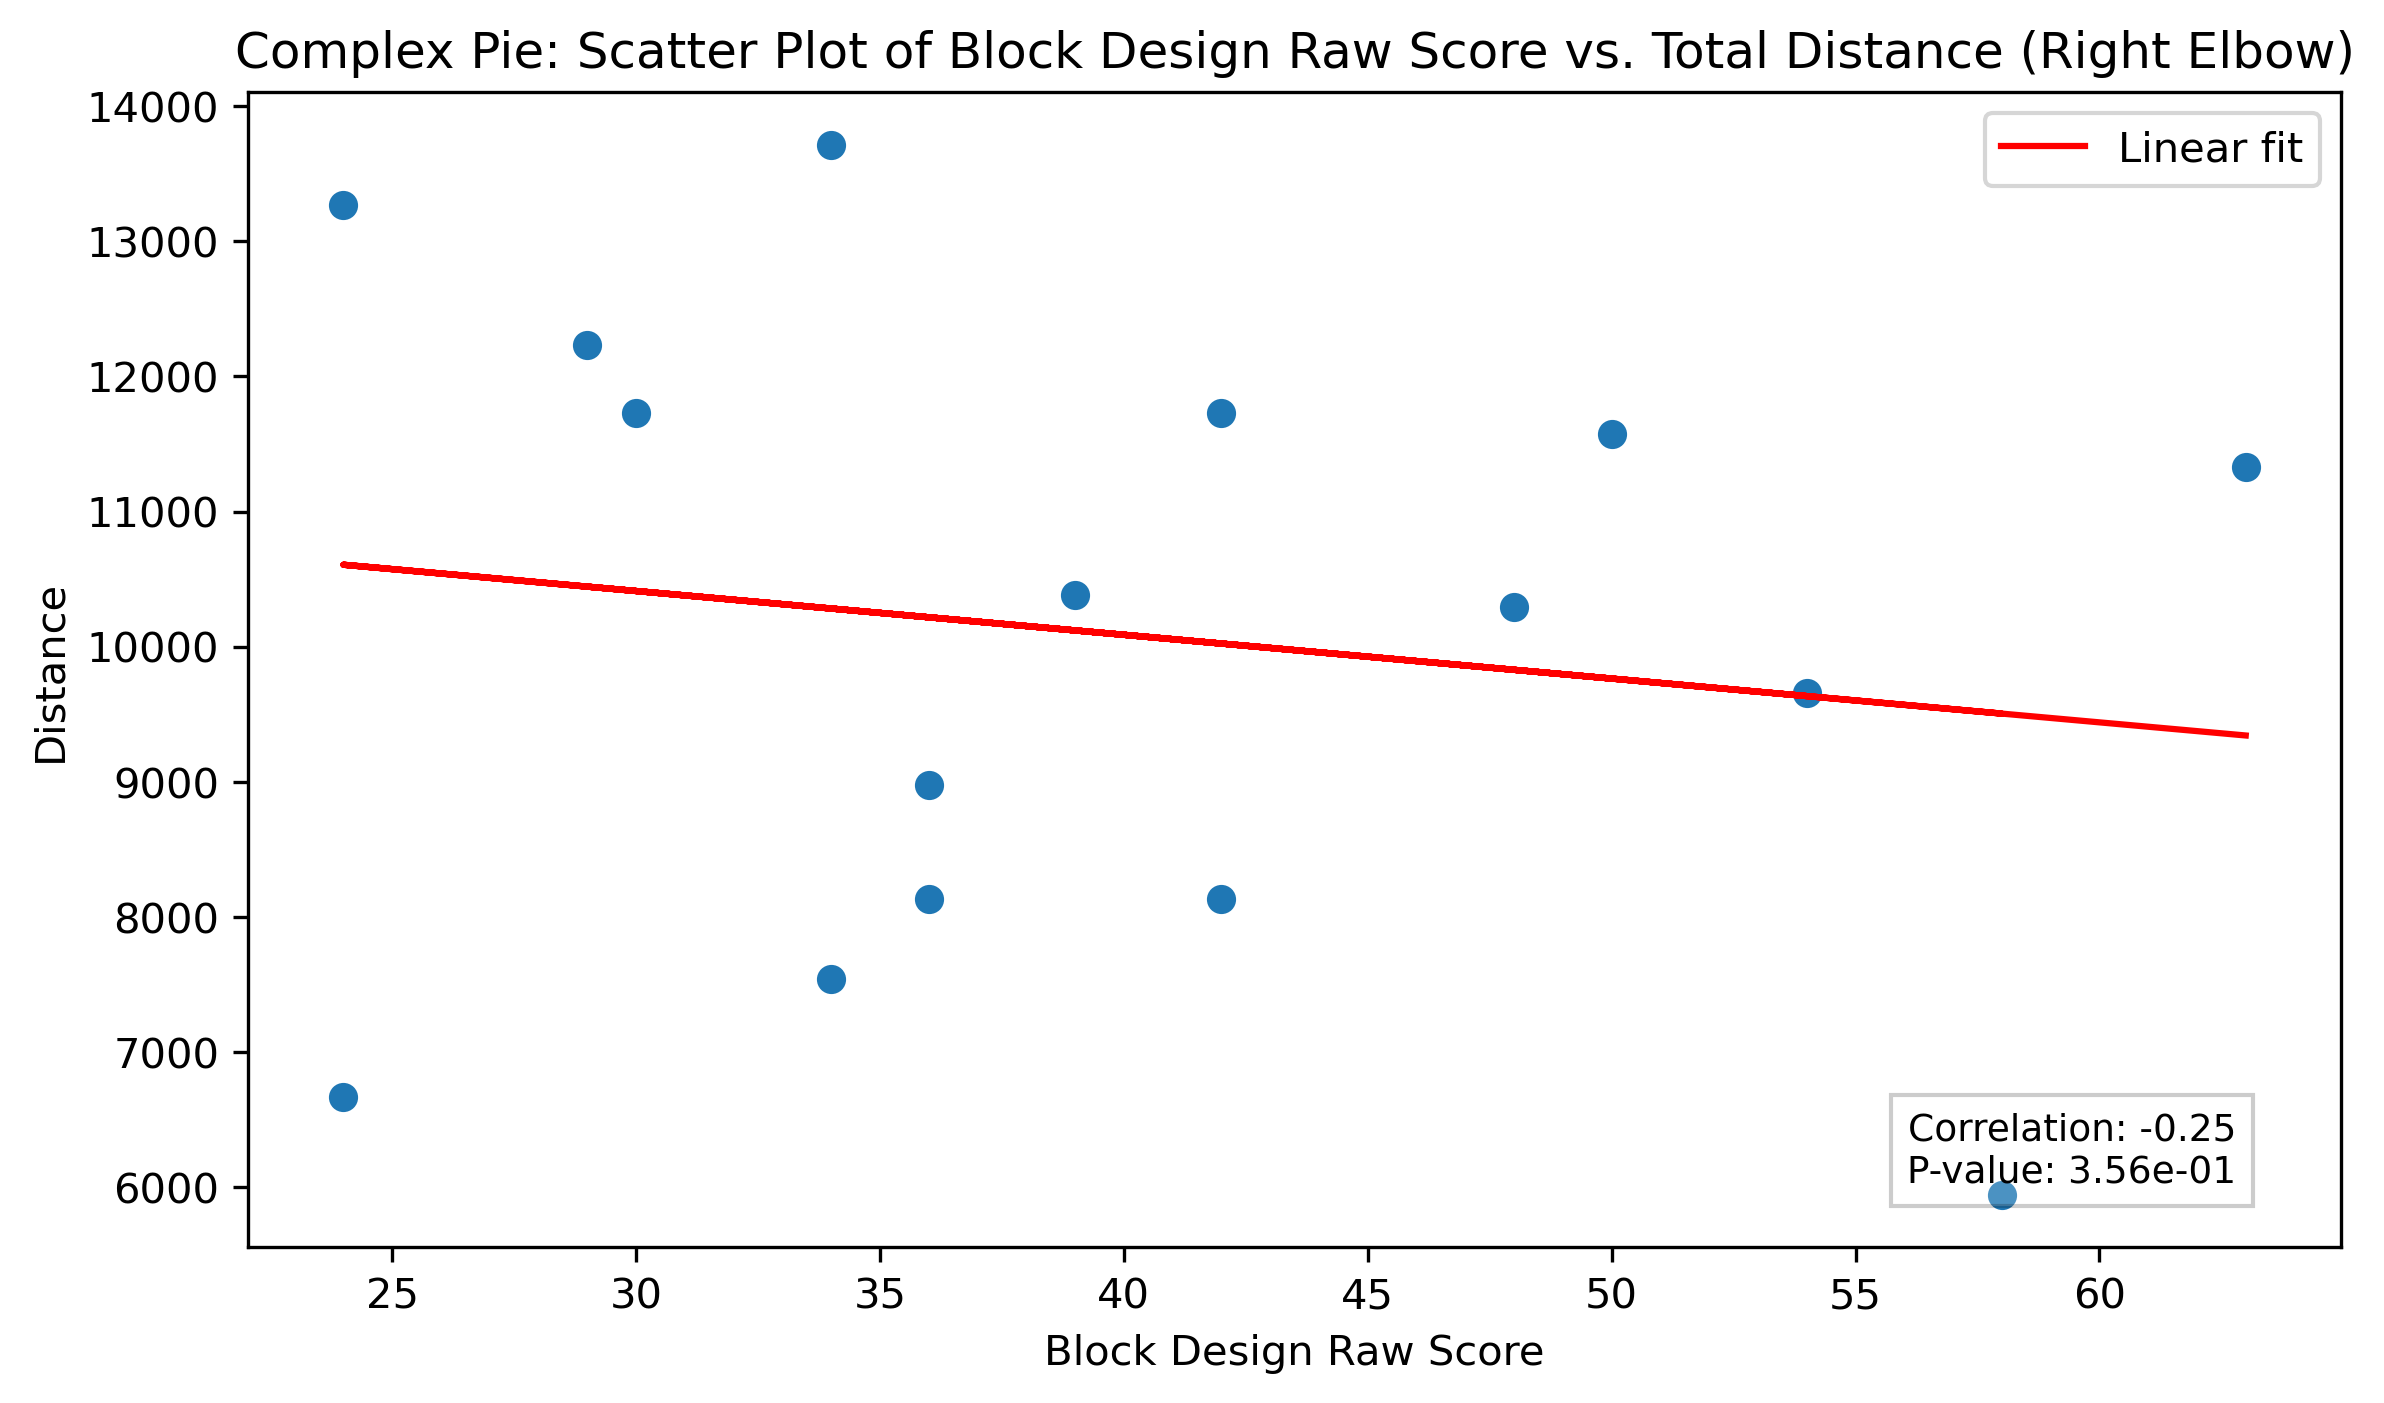 Complex Pie: Scatter Plot of Block Design Raw Score vs. Total Distance (Right Elbow)
14000
13000
12000
11000
10000
9000
8000
7000
6000
Distance
Linear fit
Correlation: -0.25
P-value: 3.56e-01
25 30 35 40 45 50 55 60
Block Design Raw Score